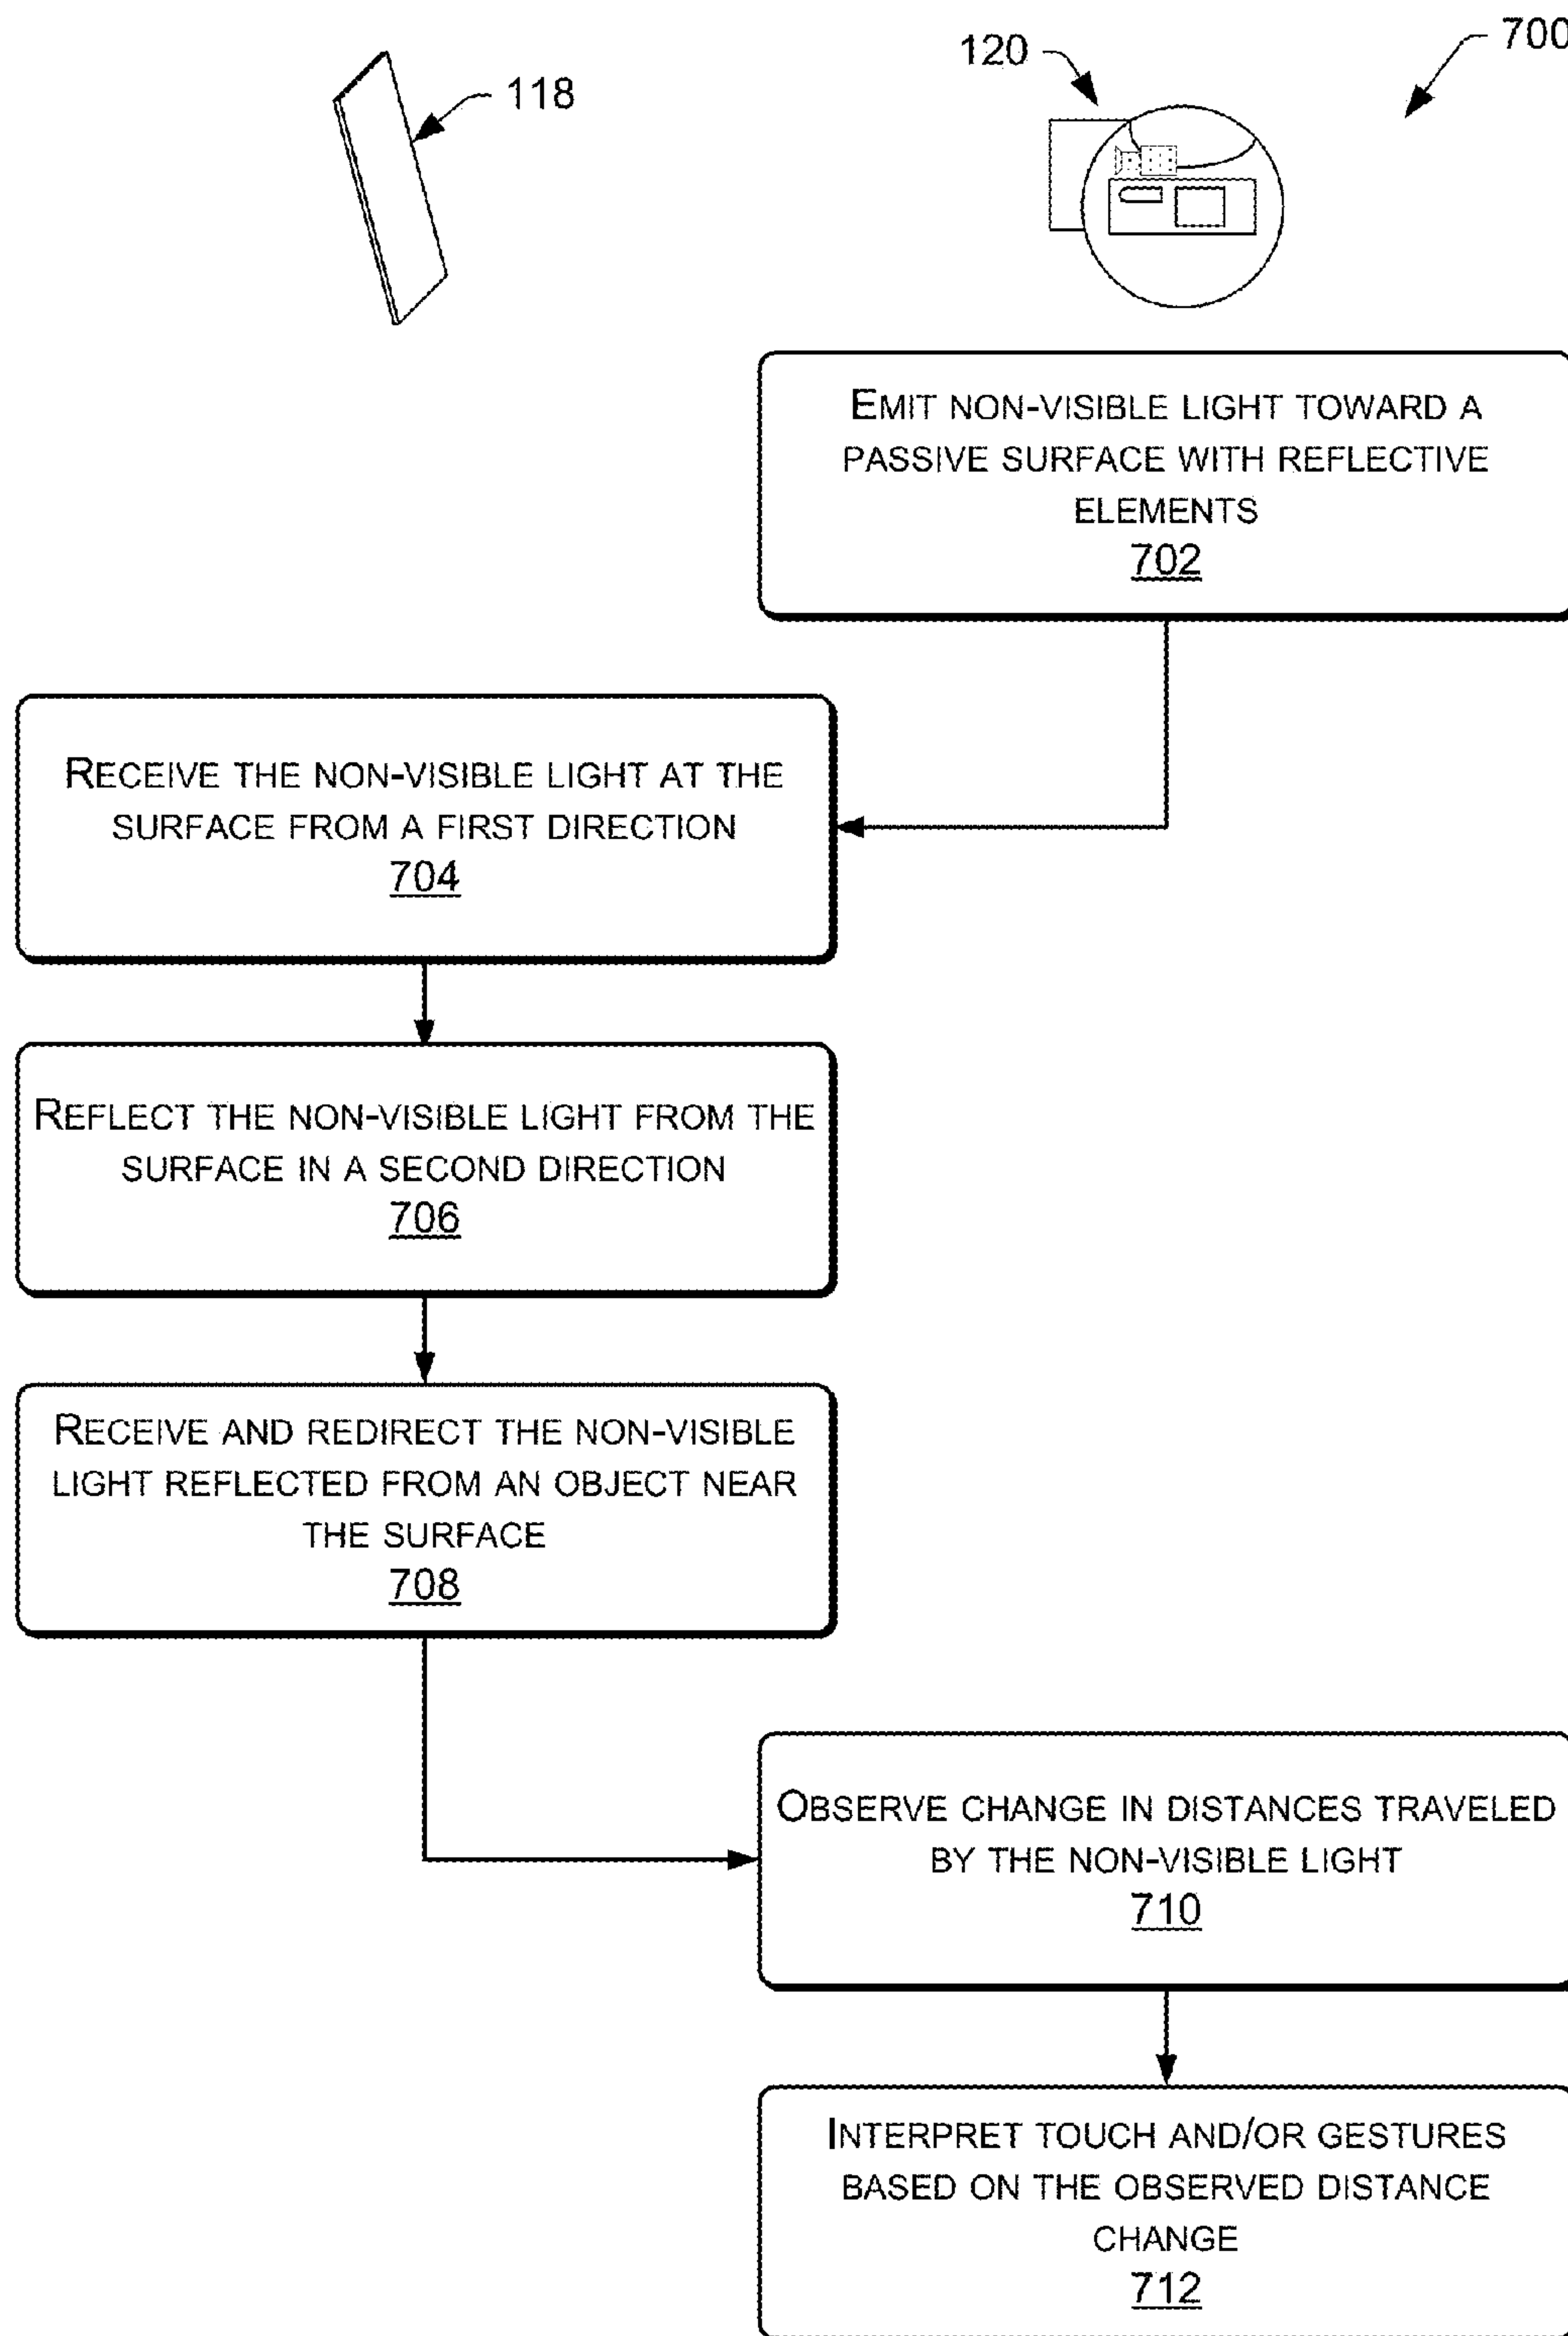 700
120
118
EMIT NON-VISIBLE LIGHT TOWARD A
PASSIVE SURFACE WITH REFLECTIVE
ELEMENTS
702
RECEIVE THE NON-VISIBLE LIGHT AT THE
SURFACE FROM A FIRST DIRECTION
704
REFLECT THE NON-VISIBLE LIGHT FROM THE
SURFACE IN A SECOND DIRECTION
706
RECEIVE AND REDIRECT THE NON-VISIBLE
LIGHT REFLECTED FROM AN OBJECT NEAR
THE SURFACE
708
OBSERVE CHANGE IN DISTANCES TRAVELED
BY THE NON-VISIBLE LIGHT
710
INTERPRET TOUCH AND/OR GESTURES
BASED ON THE OBSERVED DISTANCE
CHANGE
712